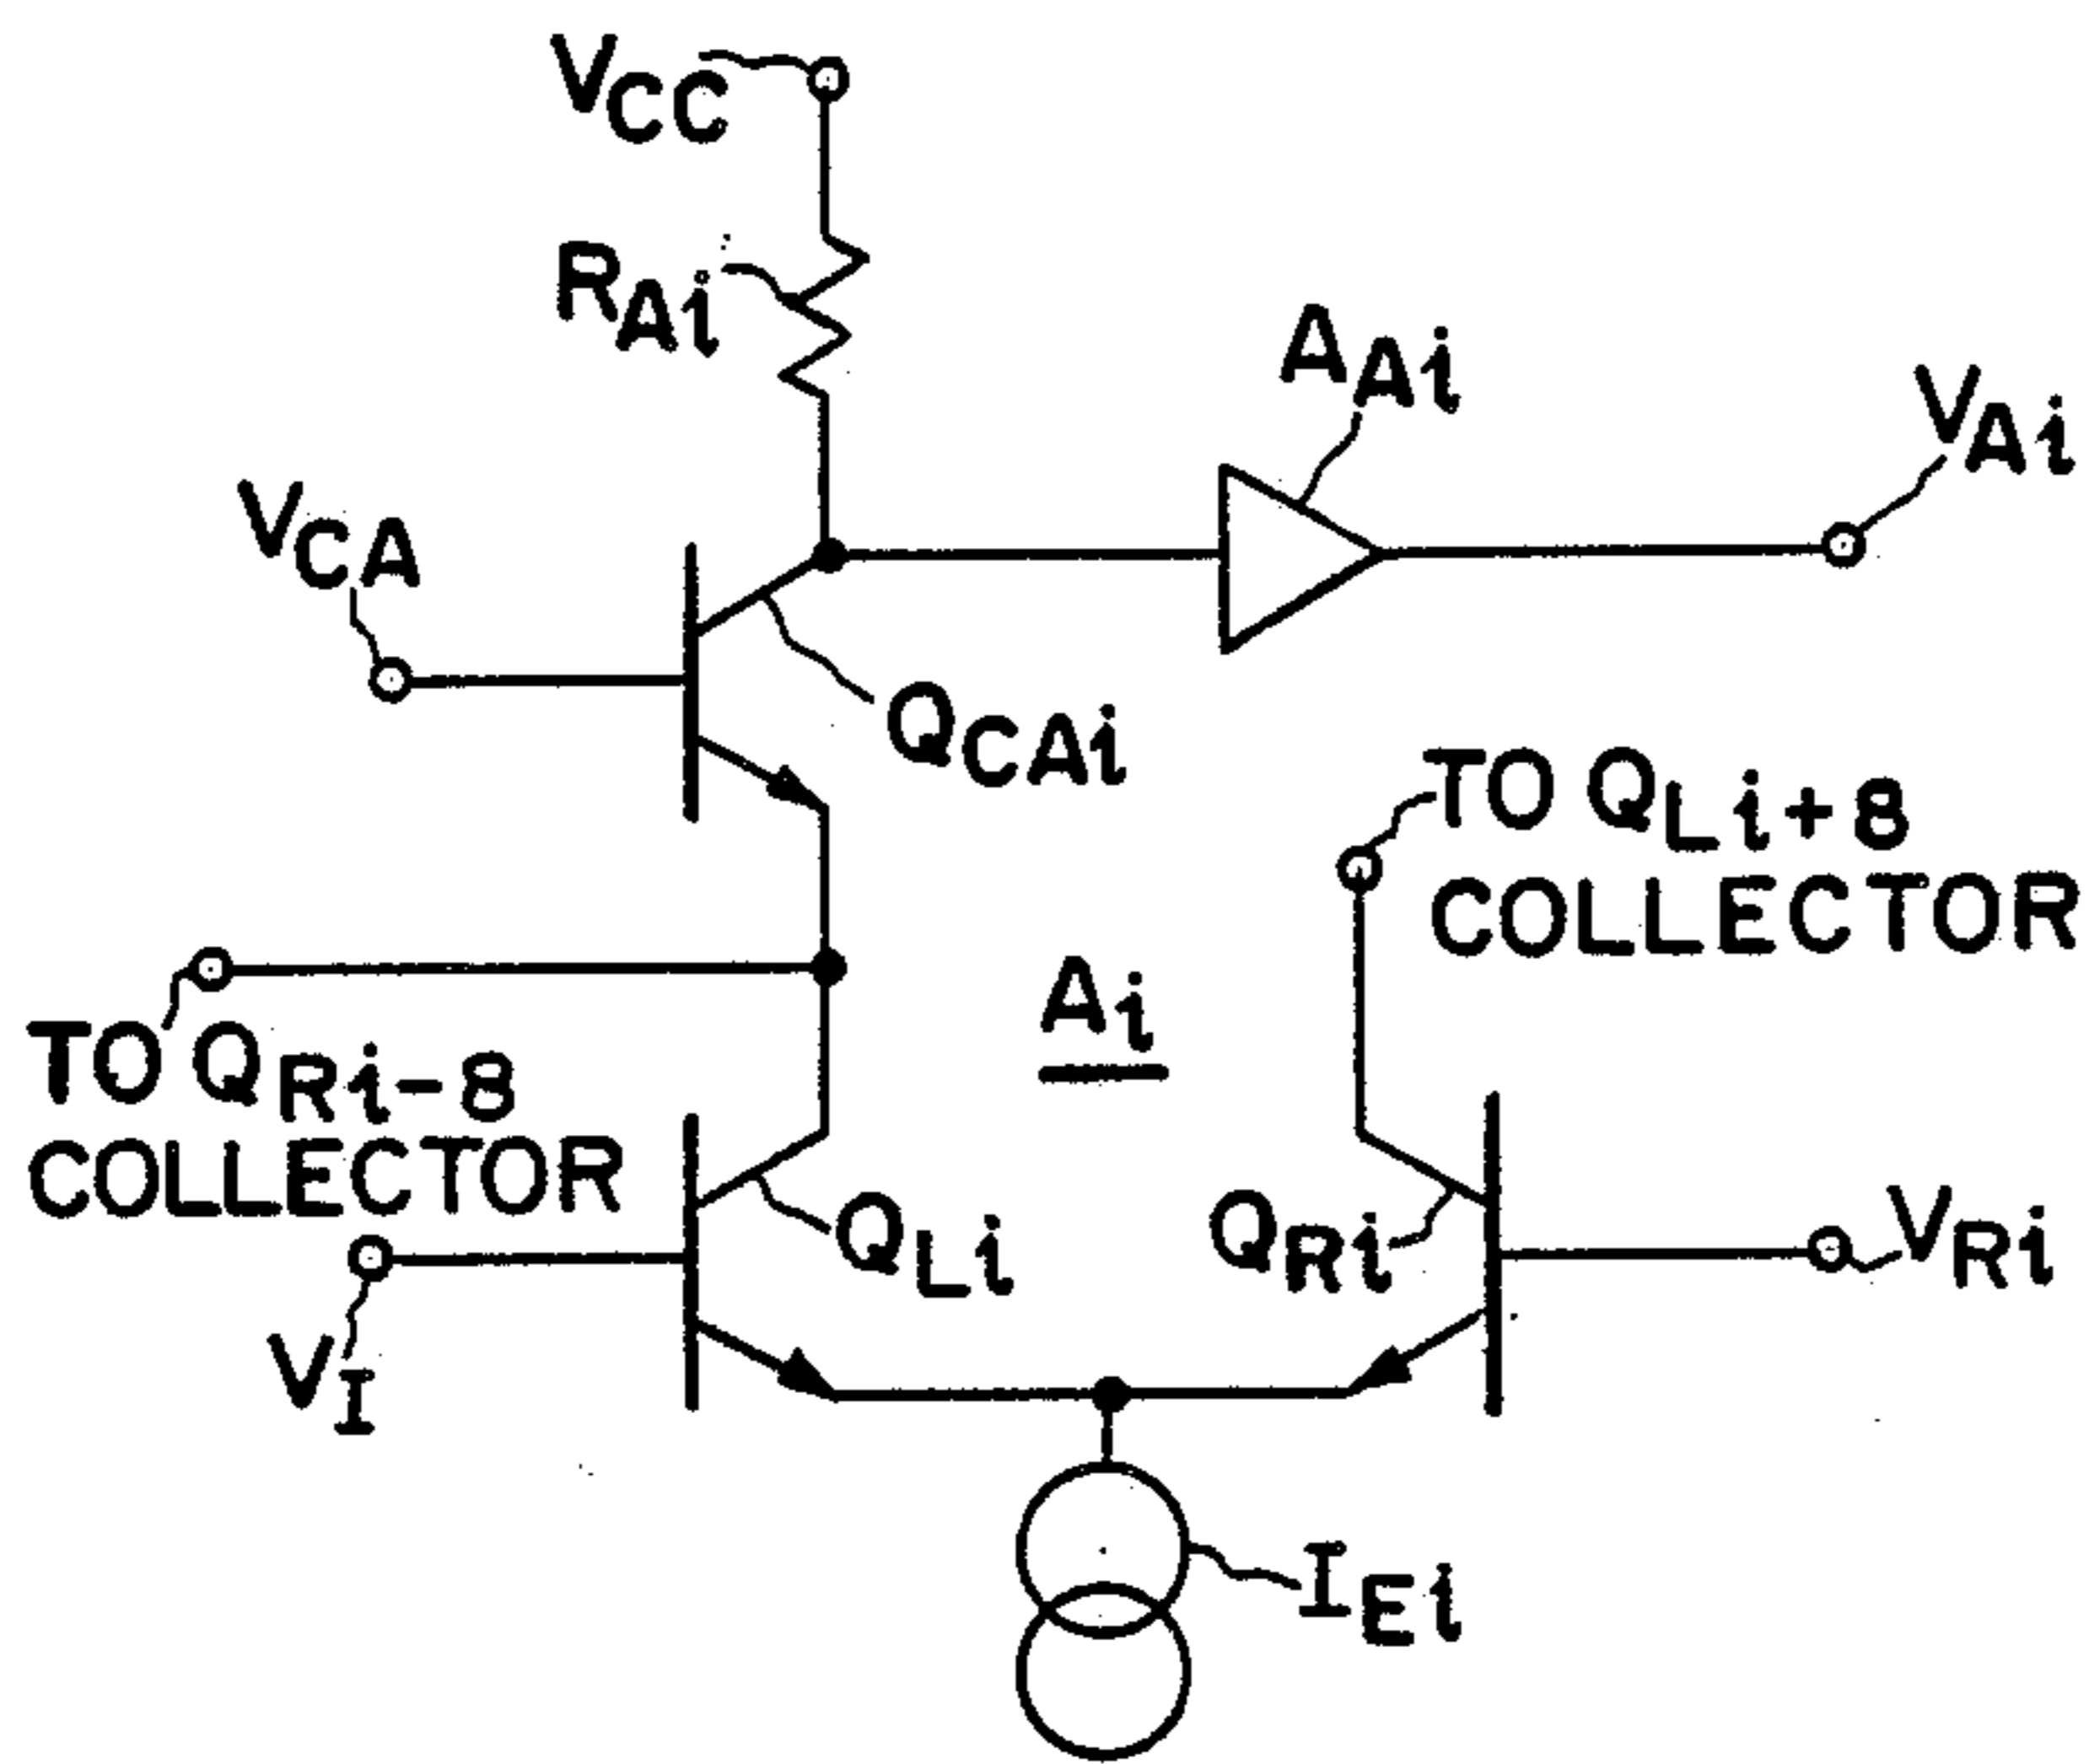 VCC
RAi
AAi
VAi
VCA
QCAi
TO QLi+8
COLLECTOR
Ai
TO QRi-8
COLLECTOR
QLi
QRi
VRi
VI
IEi